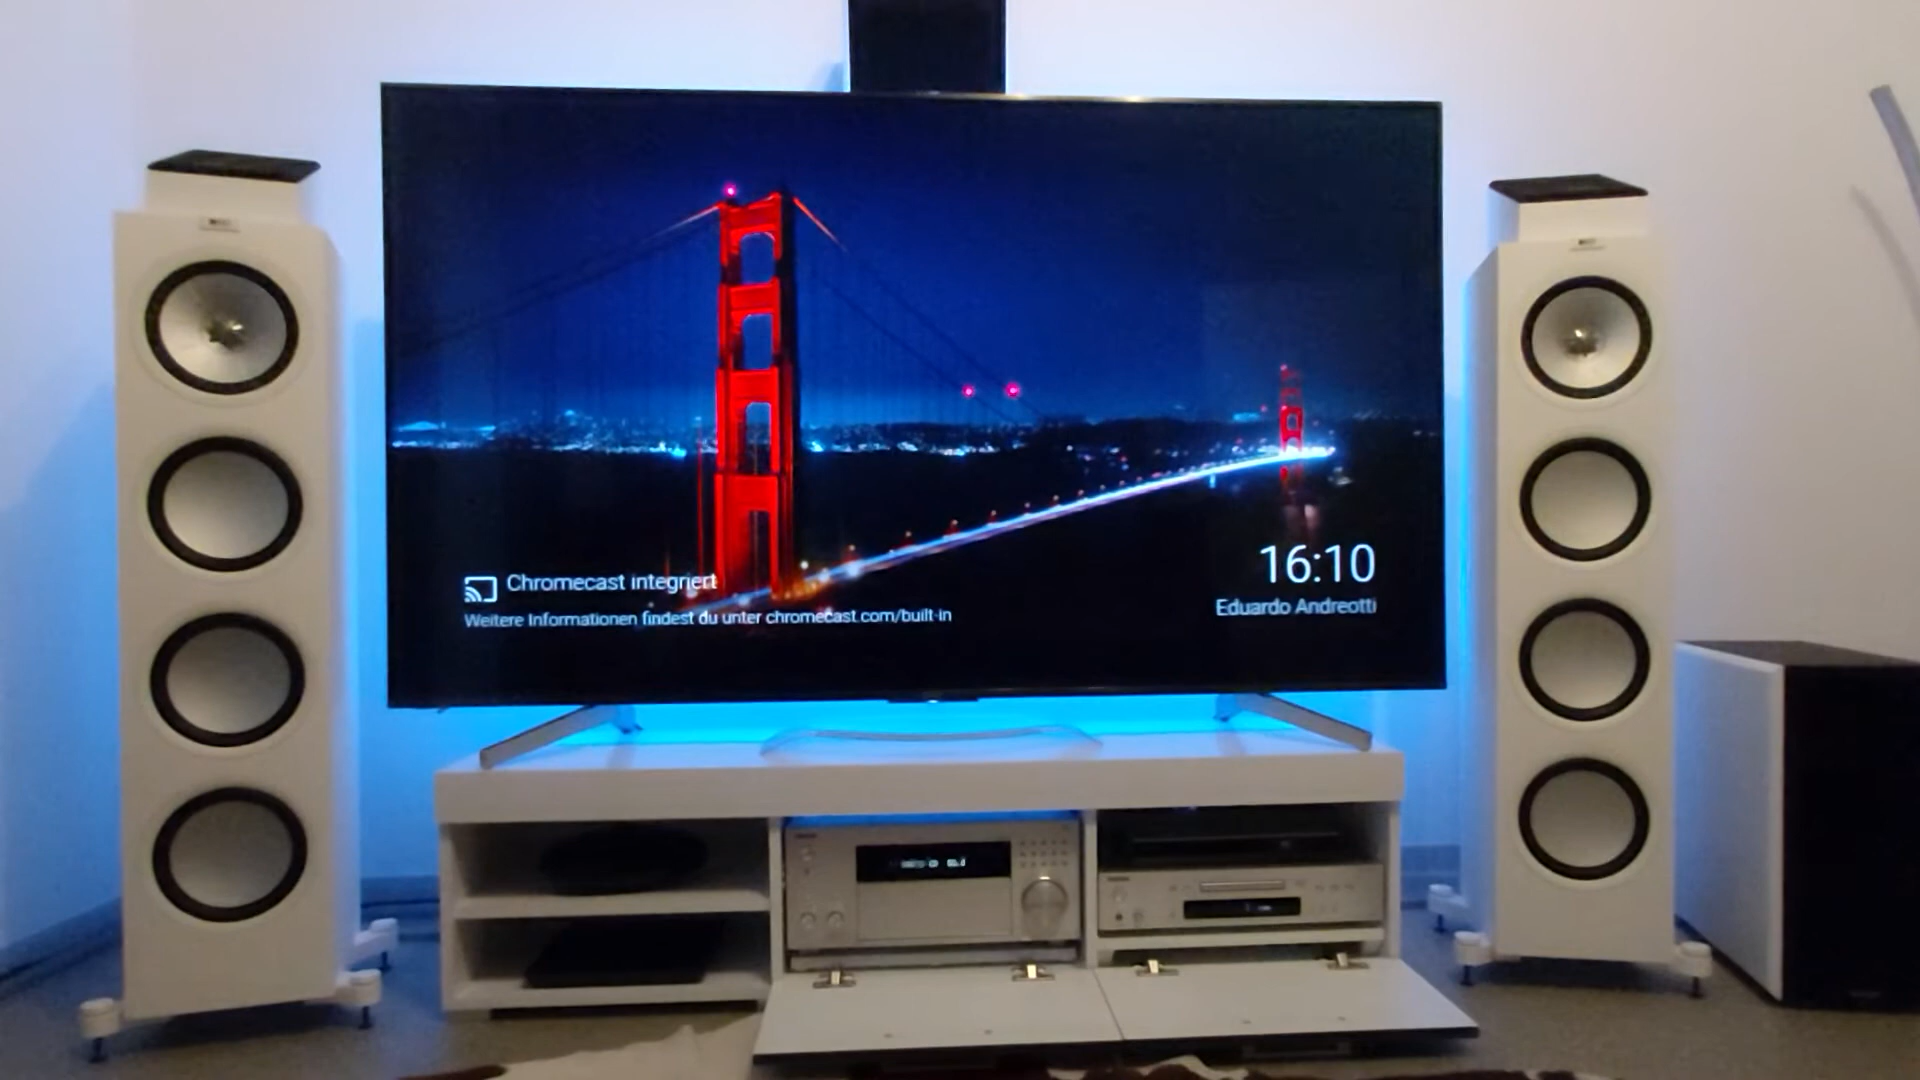 Chromecast integriert
Weitere Informationen findest du unter chromecast.com/built-in
16:10
Eduardo Andreotti